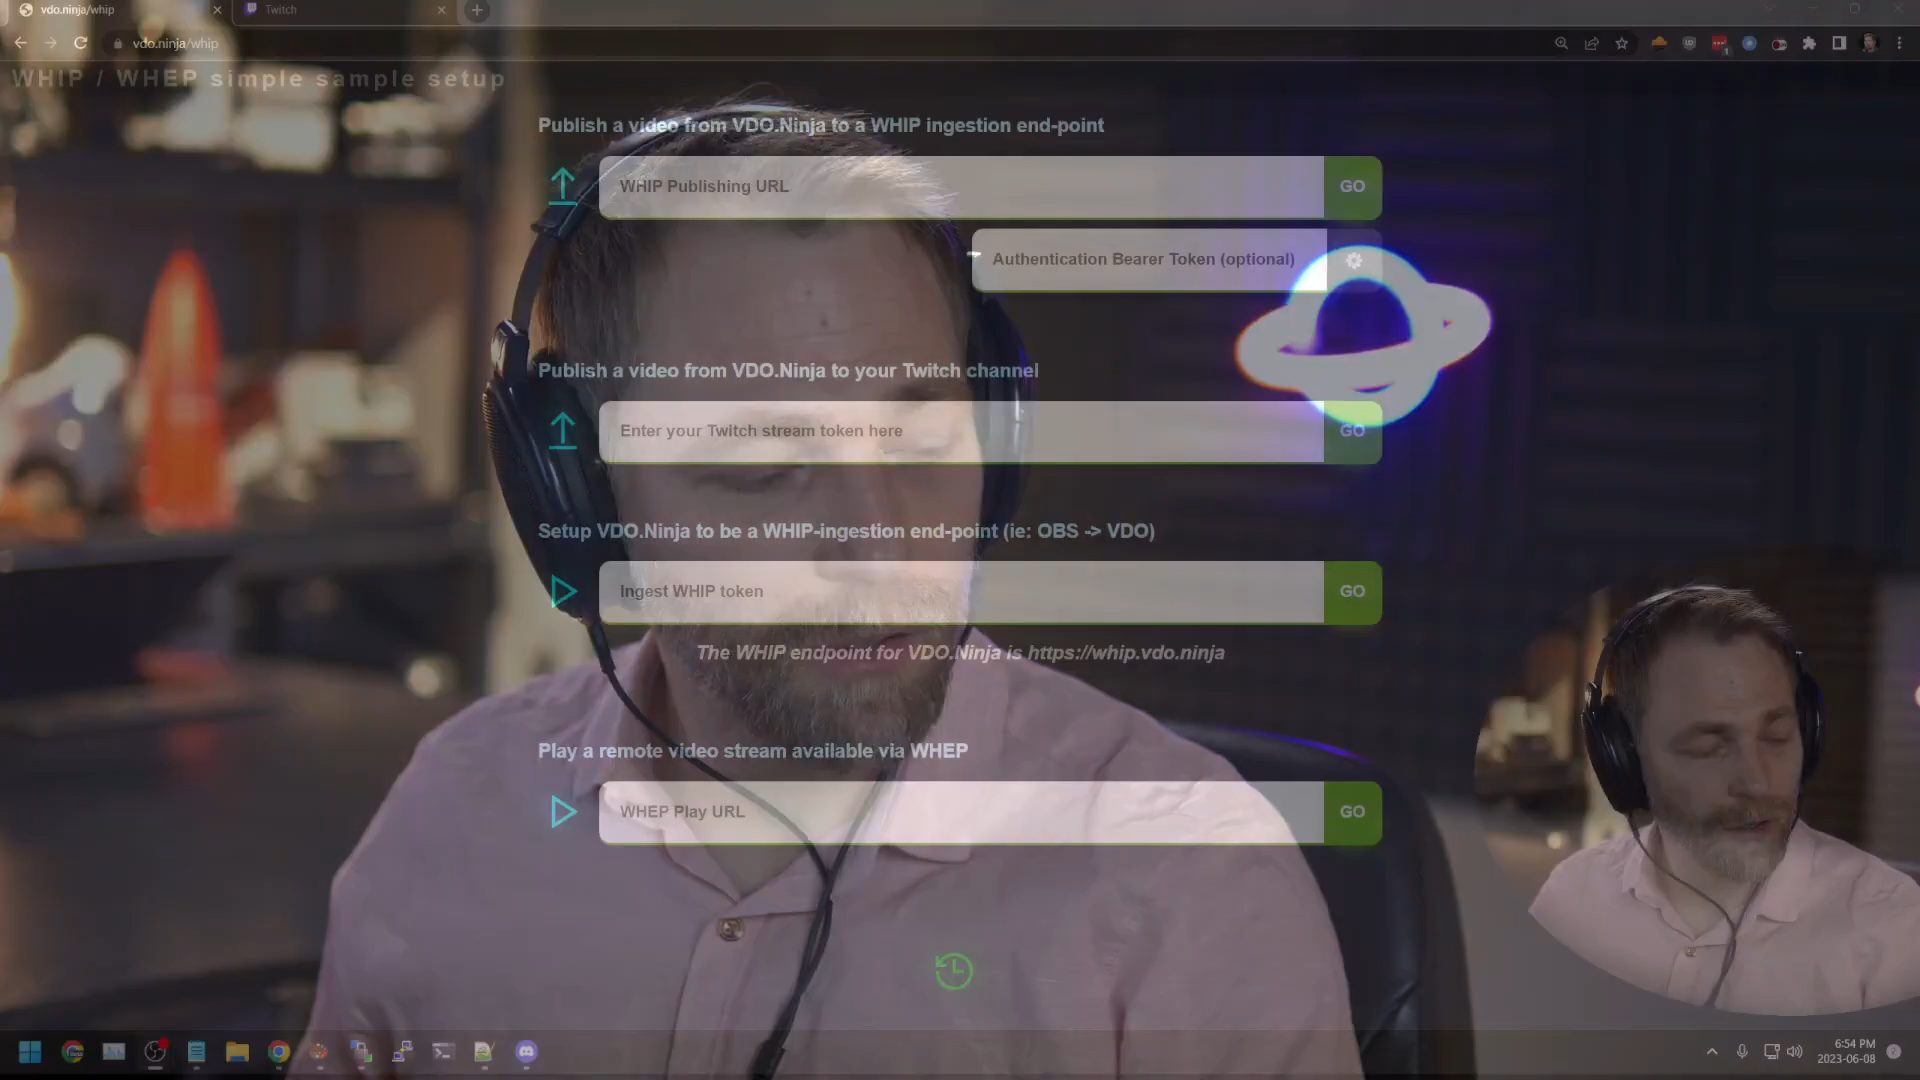 vdo.ninja/whip
Twitch
vdo.ninja/whip
WHIP / WHEP simple sample setup
Publish a video from VDO.Ninja to a WHIP ingestion end-point
WHIP Publishing URL
GO
Authentication Bearer Token (optional)
Publish a video from VDO.Ninja to your Twitch channel
Enter your Twitch stream token here
GO
Setup VDO.Ninja to be a WHIP-ingestion end-point (ie: OBS -> VDO)
Ingest WHIP token
GO
The WHIP endpoint for VDO.Ninja is https://whip.vdo.ninja
Play a remote video stream available via WHEP
WHEP Play URL
GO
6:54 PM
2023-06-08